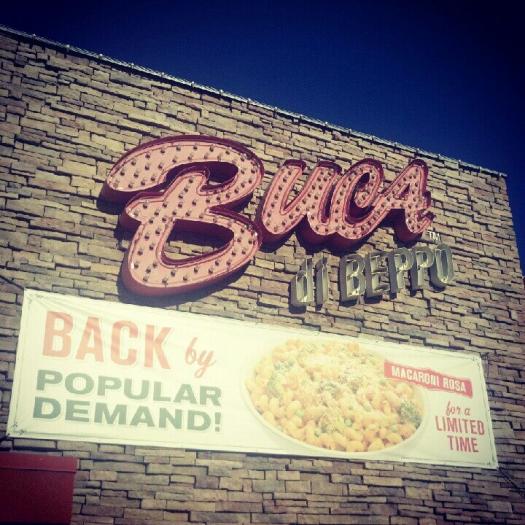 BUCA
di BEPPO
TM
BACK by
POPULAR
DEMAND!
MACARONI ROSA
for a
LIMITED
TIME